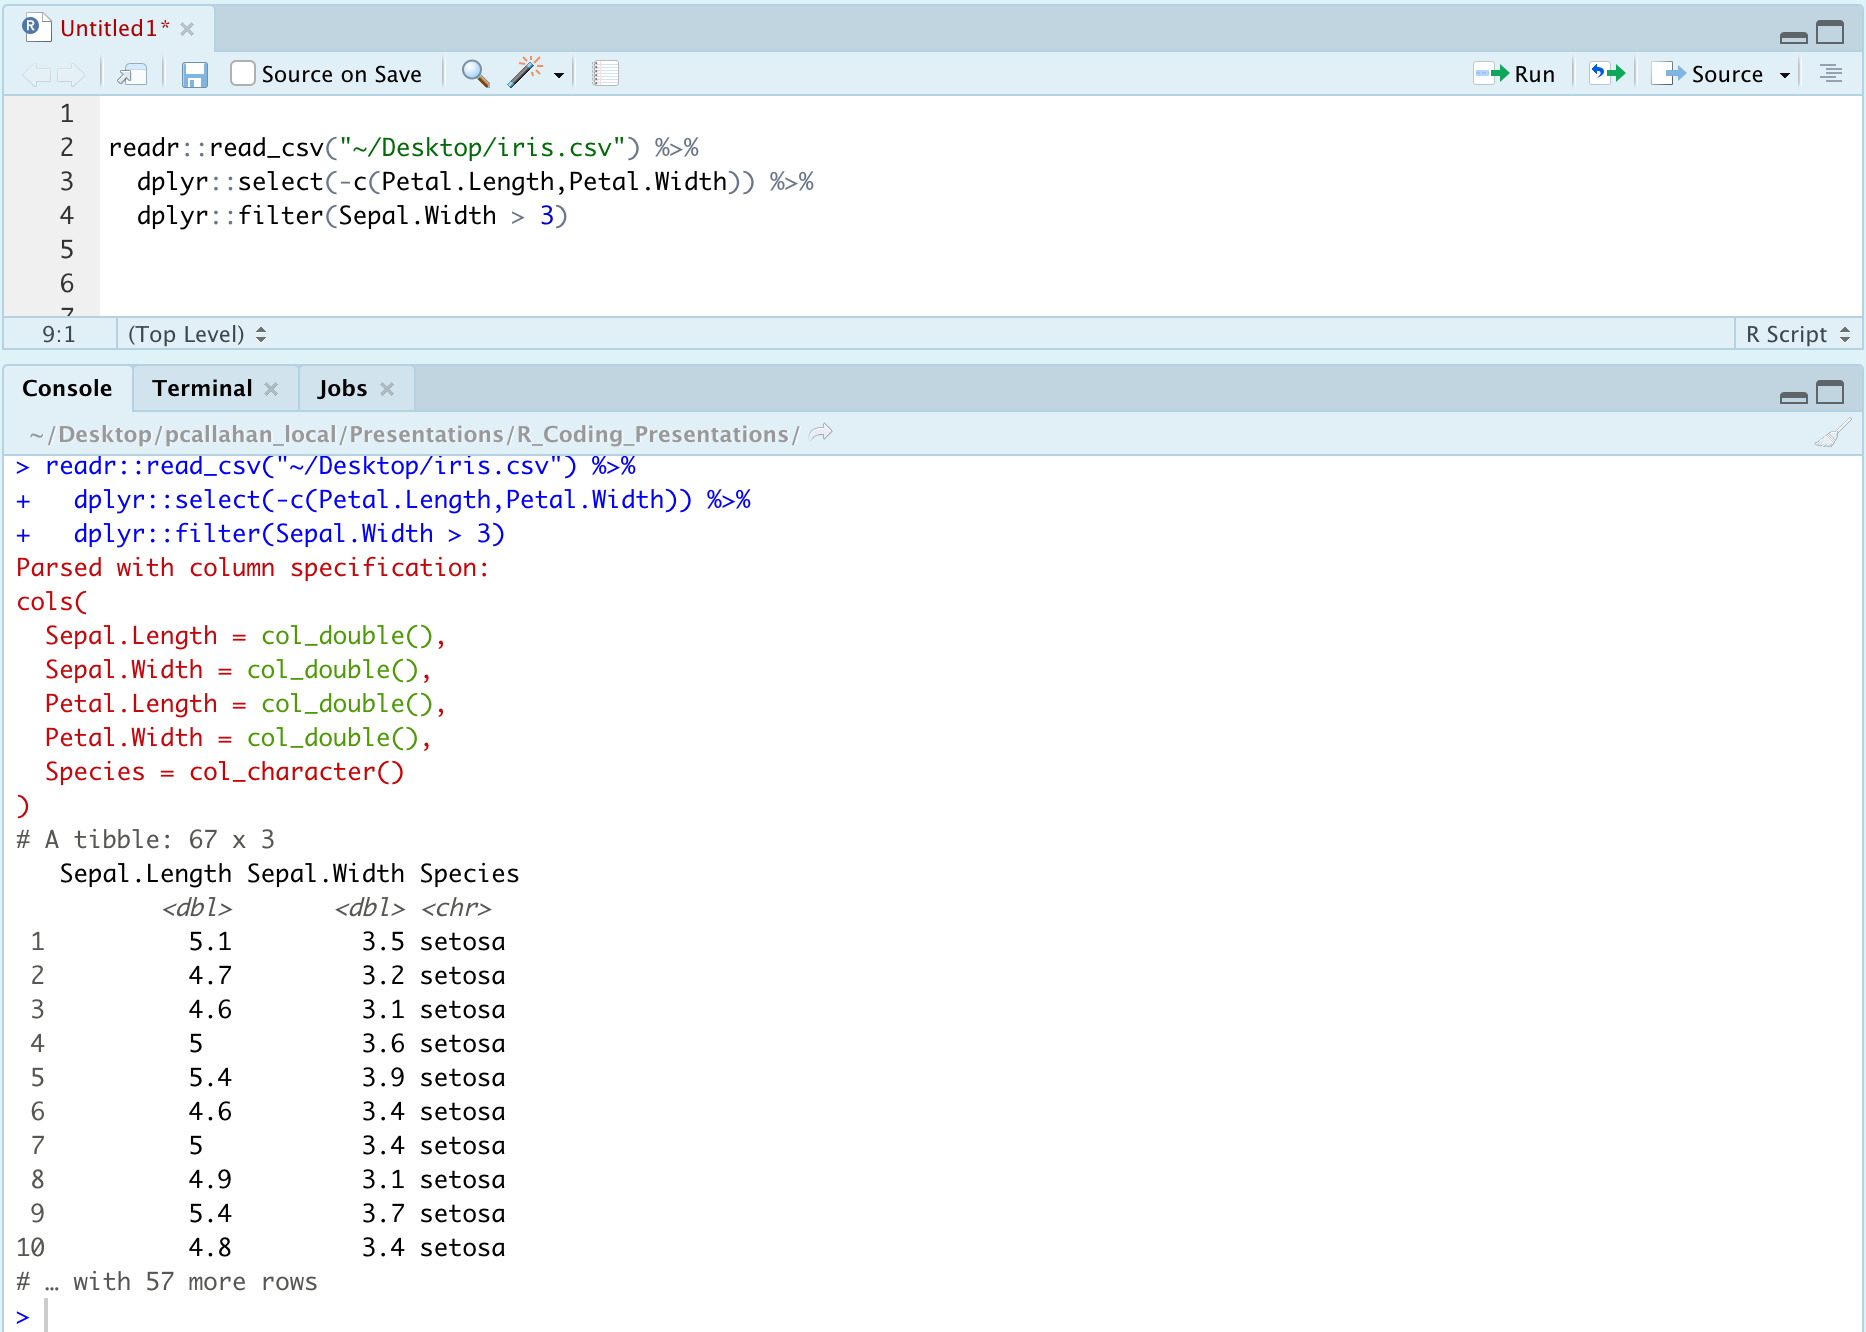 R Untitled1*
Source on Save Run Source
1
2 readr::read_csv("~/Desktop/iris.csv") %>%
3   dplyr::select(-c(Petal.Length,Petal.Width)) %>%
4   dplyr::filter(Sepal.Width > 3)
5
6
7
9:1 (Top Level) R Script
Console Terminal Jobs
~/Desktop/pcallahan_local/Presentations/R_Coding_Presentations/
> readr::read_csv("~/Desktop/iris.csv") %>%
+   dplyr::select(-c(Petal.Length,Petal.Width)) %>%
+   dplyr::filter(Sepal.Width > 3)
Parsed with column specification:
cols(
  Sepal.Length = col_double(),
  Sepal.Width = col_double(),
  Petal.Length = col_double(),
  Petal.Width = col_double(),
  Species = col_character()
)
# A tibble: 67 x 3
   Sepal.Length Sepal.Width Species
          <dbl>       <dbl> <chr>
 1          5.1         3.5 setosa
 2          4.7         3.2 setosa
 3          4.6         3.1 setosa
 4          5           3.6 setosa
 5          5.4         3.9 setosa
 6          4.6         3.4 setosa
 7          5           3.4 setosa
 8          4.9         3.1 setosa
 9          5.4         3.7 setosa
10          4.8         3.4 setosa
# … with 57 more rows
>